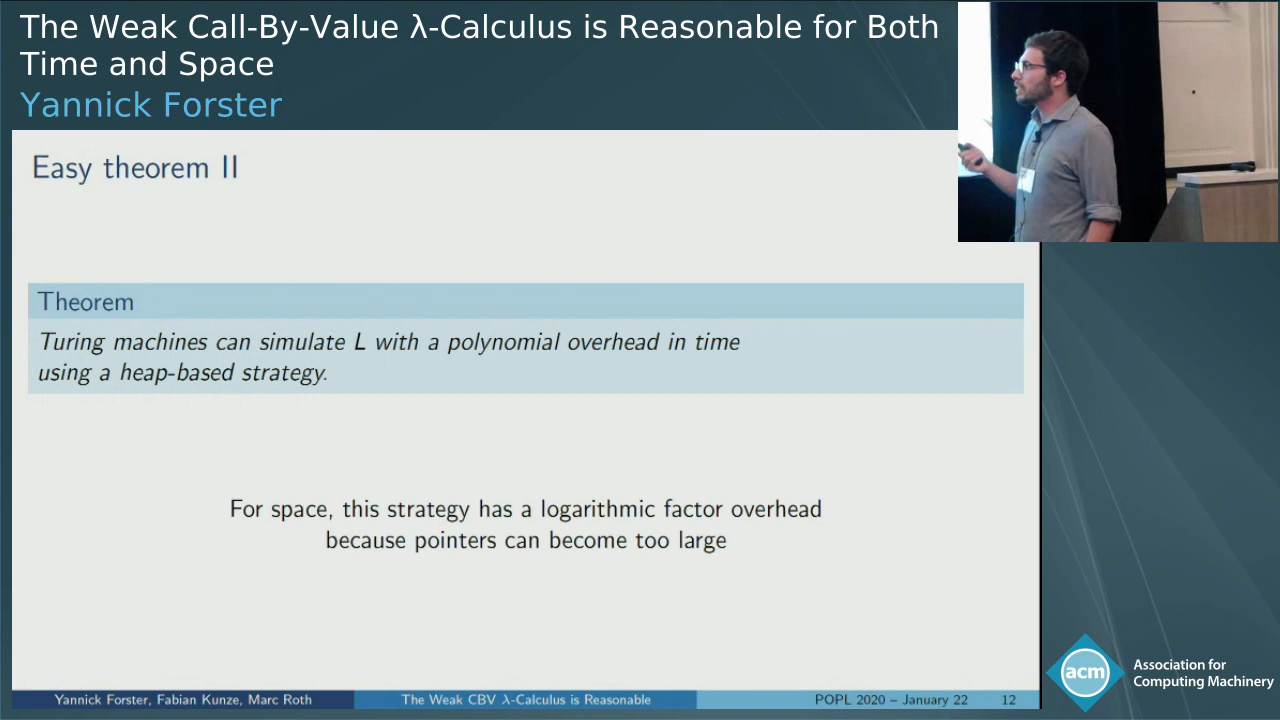 The Weak Call-By-Value λ-Calculus is Reasonable for Both
Time and Space
Yannick Forster
Easy theorem II
Theorem
Turing machines can simulate L with a polynomial overhead in time
using a heap-based strategy.
For space, this strategy has a logarithmic factor overhead
because pointers can become too large
Yannick Forster, Fabian Kunze, Marc Roth
The Weak CBV λ-Calculus is Reasonable
POPL 2020 – January 22
12
acm
Association for
Computing Machinery